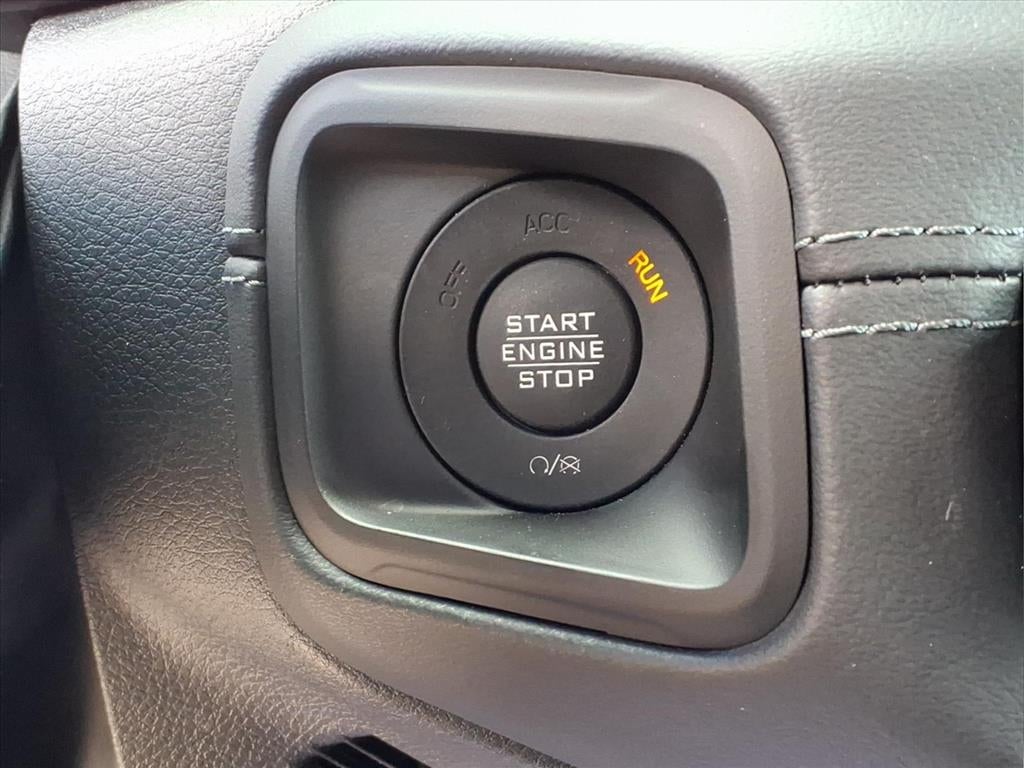 OFF
ACC
RUN
START
ENGINE
STOP